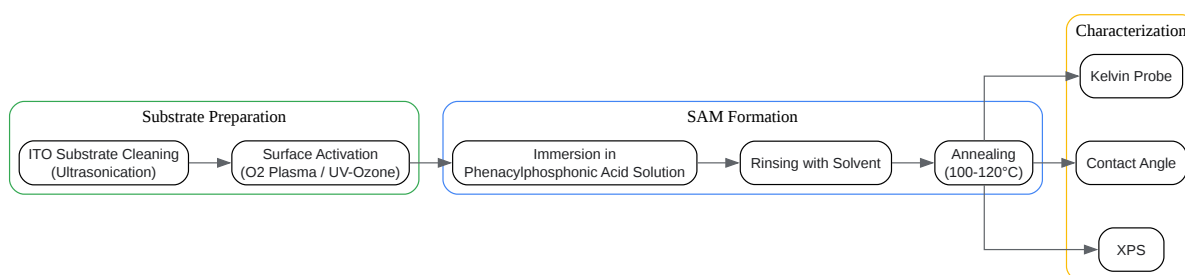 Characterization
Kelvin Probe
Substrate Preparation
SAM Formation
ITO Substrate Cleaning
(Ultrasonication)
Surface Activation
(O2 Plasma / UV-Ozone)
Immersion in
Phenacylphosphonic Acid Solution
Rinsing with Solvent
Annealing
(100-120°C)
Contact Angle
XPS